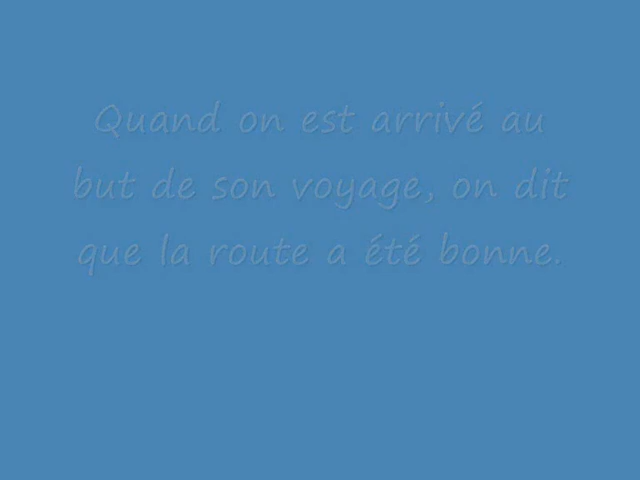 Quand on est arrivé au
but de son voyage, on dit
que la route a été bonne.